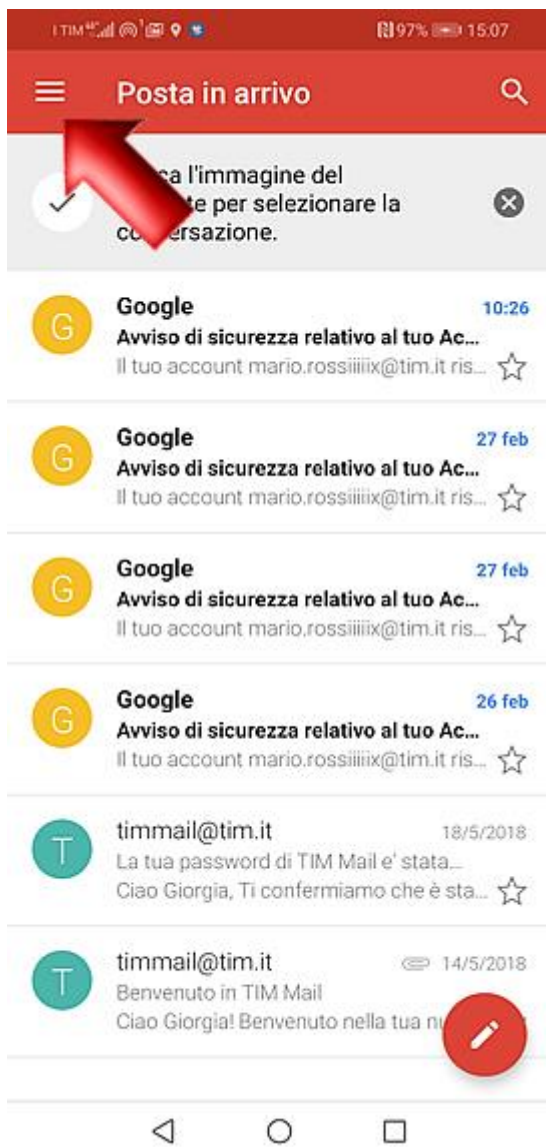 I TIM 97% 15:07
Posta in arrivo
ca l'immagine del
te per selezionare la
co ersazione.
G Google 10:26
Avviso di sicurezza relativo al tuo Ac...
Il tuo account mario.rossiiiiix@tim.it ris...
G Google 27 feb
Avviso di sicurezza relativo al tuo Ac...
Il tuo account mario.rossiiiiix@tim.it ris...
G Google 27 feb
Avviso di sicurezza relativo al tuo Ac...
Il tuo account mario.rossiiiiix@tim.it ris...
G Google 26 feb
Avviso di sicurezza relativo al tuo Ac...
Il tuo account mario.rossiiiiix@tim.it ris...
T timmail@tim.it 18/5/2018
La tua password di TIM Mail e' stata...
Ciao Giorgia, Ti confermiamo che è sta...
T timmail@tim.it 14/5/2018
Benvenuto in TIM Mail
Ciao Giorgia! Benvenuto nella tua